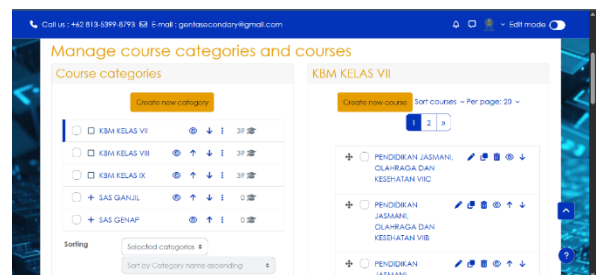 Call us : +62 813-5399-8793 E-mail : gentasecondary@gmail.com
Edit mode
Manage course categories and courses
Course categories
Create new category
KBM KELAS VII 39
KBM KELAS VIII 39
KBM KELAS IX 39
+ SAS GANJIL 0
+ SAS GENAP 0
Sorting
Selected categories
Sort by Category name ascending
KBM KELAS VII
Create new course Sort courses Per page: 20
1 2 »
PENDIDIKAN JASMANI,
OLAHRAGA DAN
KESEHATAN VIIC
PENDIDIKAN
JASMANI,
OLAHRAGA DAN
KESEHATAN VIIB
PENDIDIKAN
JASMANI
?